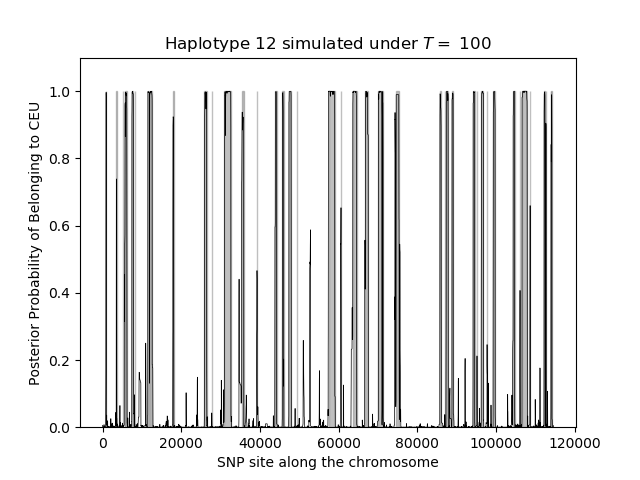 Haplotype 12 simulated under T = 100
Posterior Probability of Belonging to CEU
1.0
0.8
0.6
0.4
0.2
0.0
0 20000 40000 60000 80000 100000 120000
SNP site along the chromosome